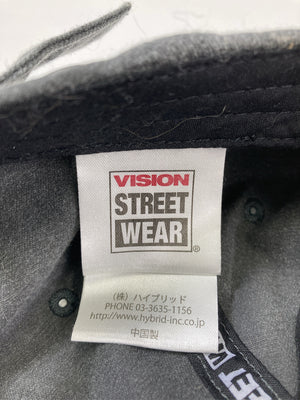 VISION
STREET
WEAR®
(株)ハイブリッド
PHONE 03-3635-1156
www.hybrid-inc.co.jp
中国製
EET